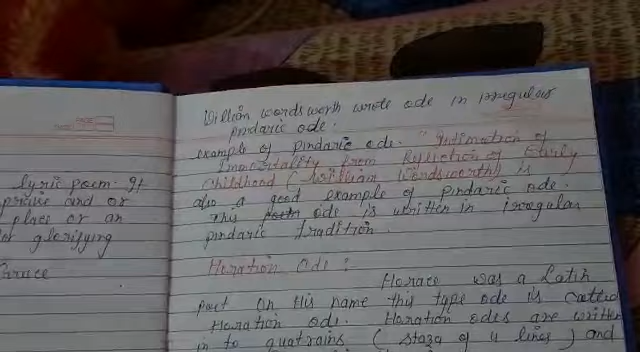 lyric poem. It
praise and or
place or an
or glorifying
William wordsworth wrote ode in irregular
pindaric ode.
example of pindaric ode. "Intimation of
Immortality from Reflection of Early
Childhood (William Wordsworth) is
also a good example of pindaric ode.
This ode is written in irregular
pindaric tradition.
Horation Ode :-
Horace was a Latin
poet on His name this type ode is called
Horation ode. Horation odes are written
in to quatrains (staza of 4 lines) and